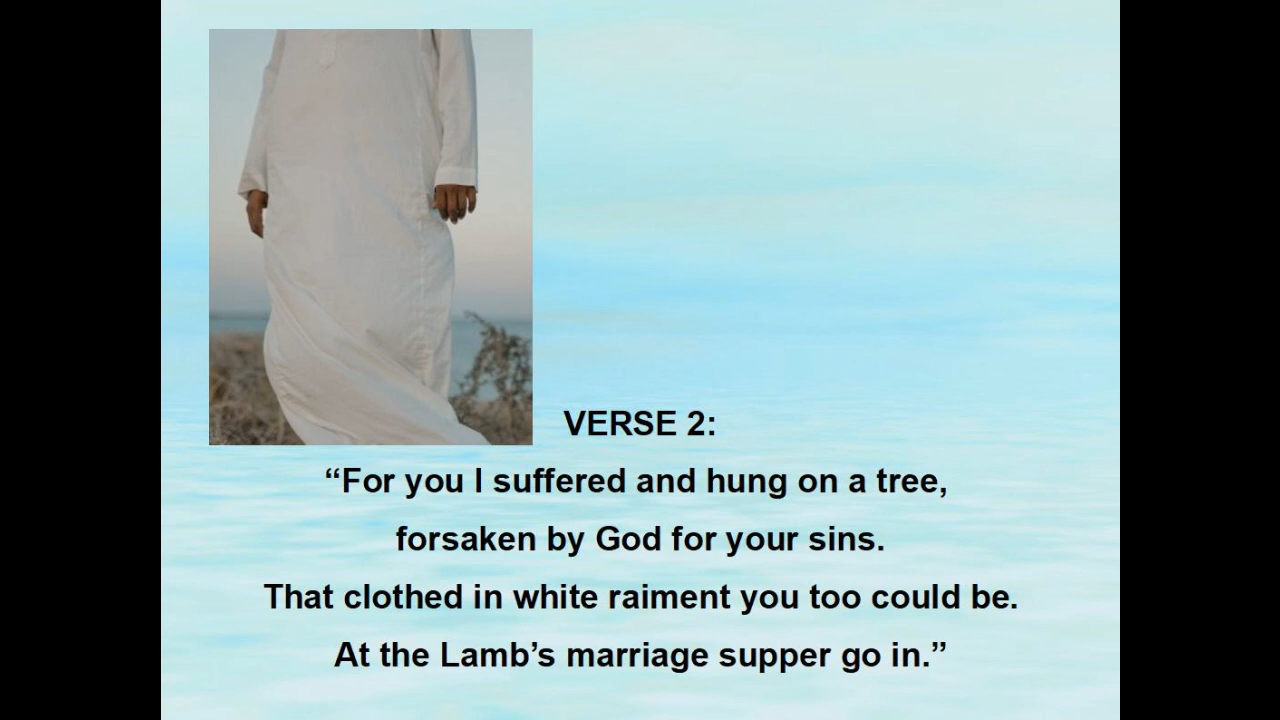 VERSE 2:
“For you I suffered and hung on a tree,
forsaken by God for your sins.
That clothed in white raiment you too could be.
At the Lamb’s marriage supper go in.”